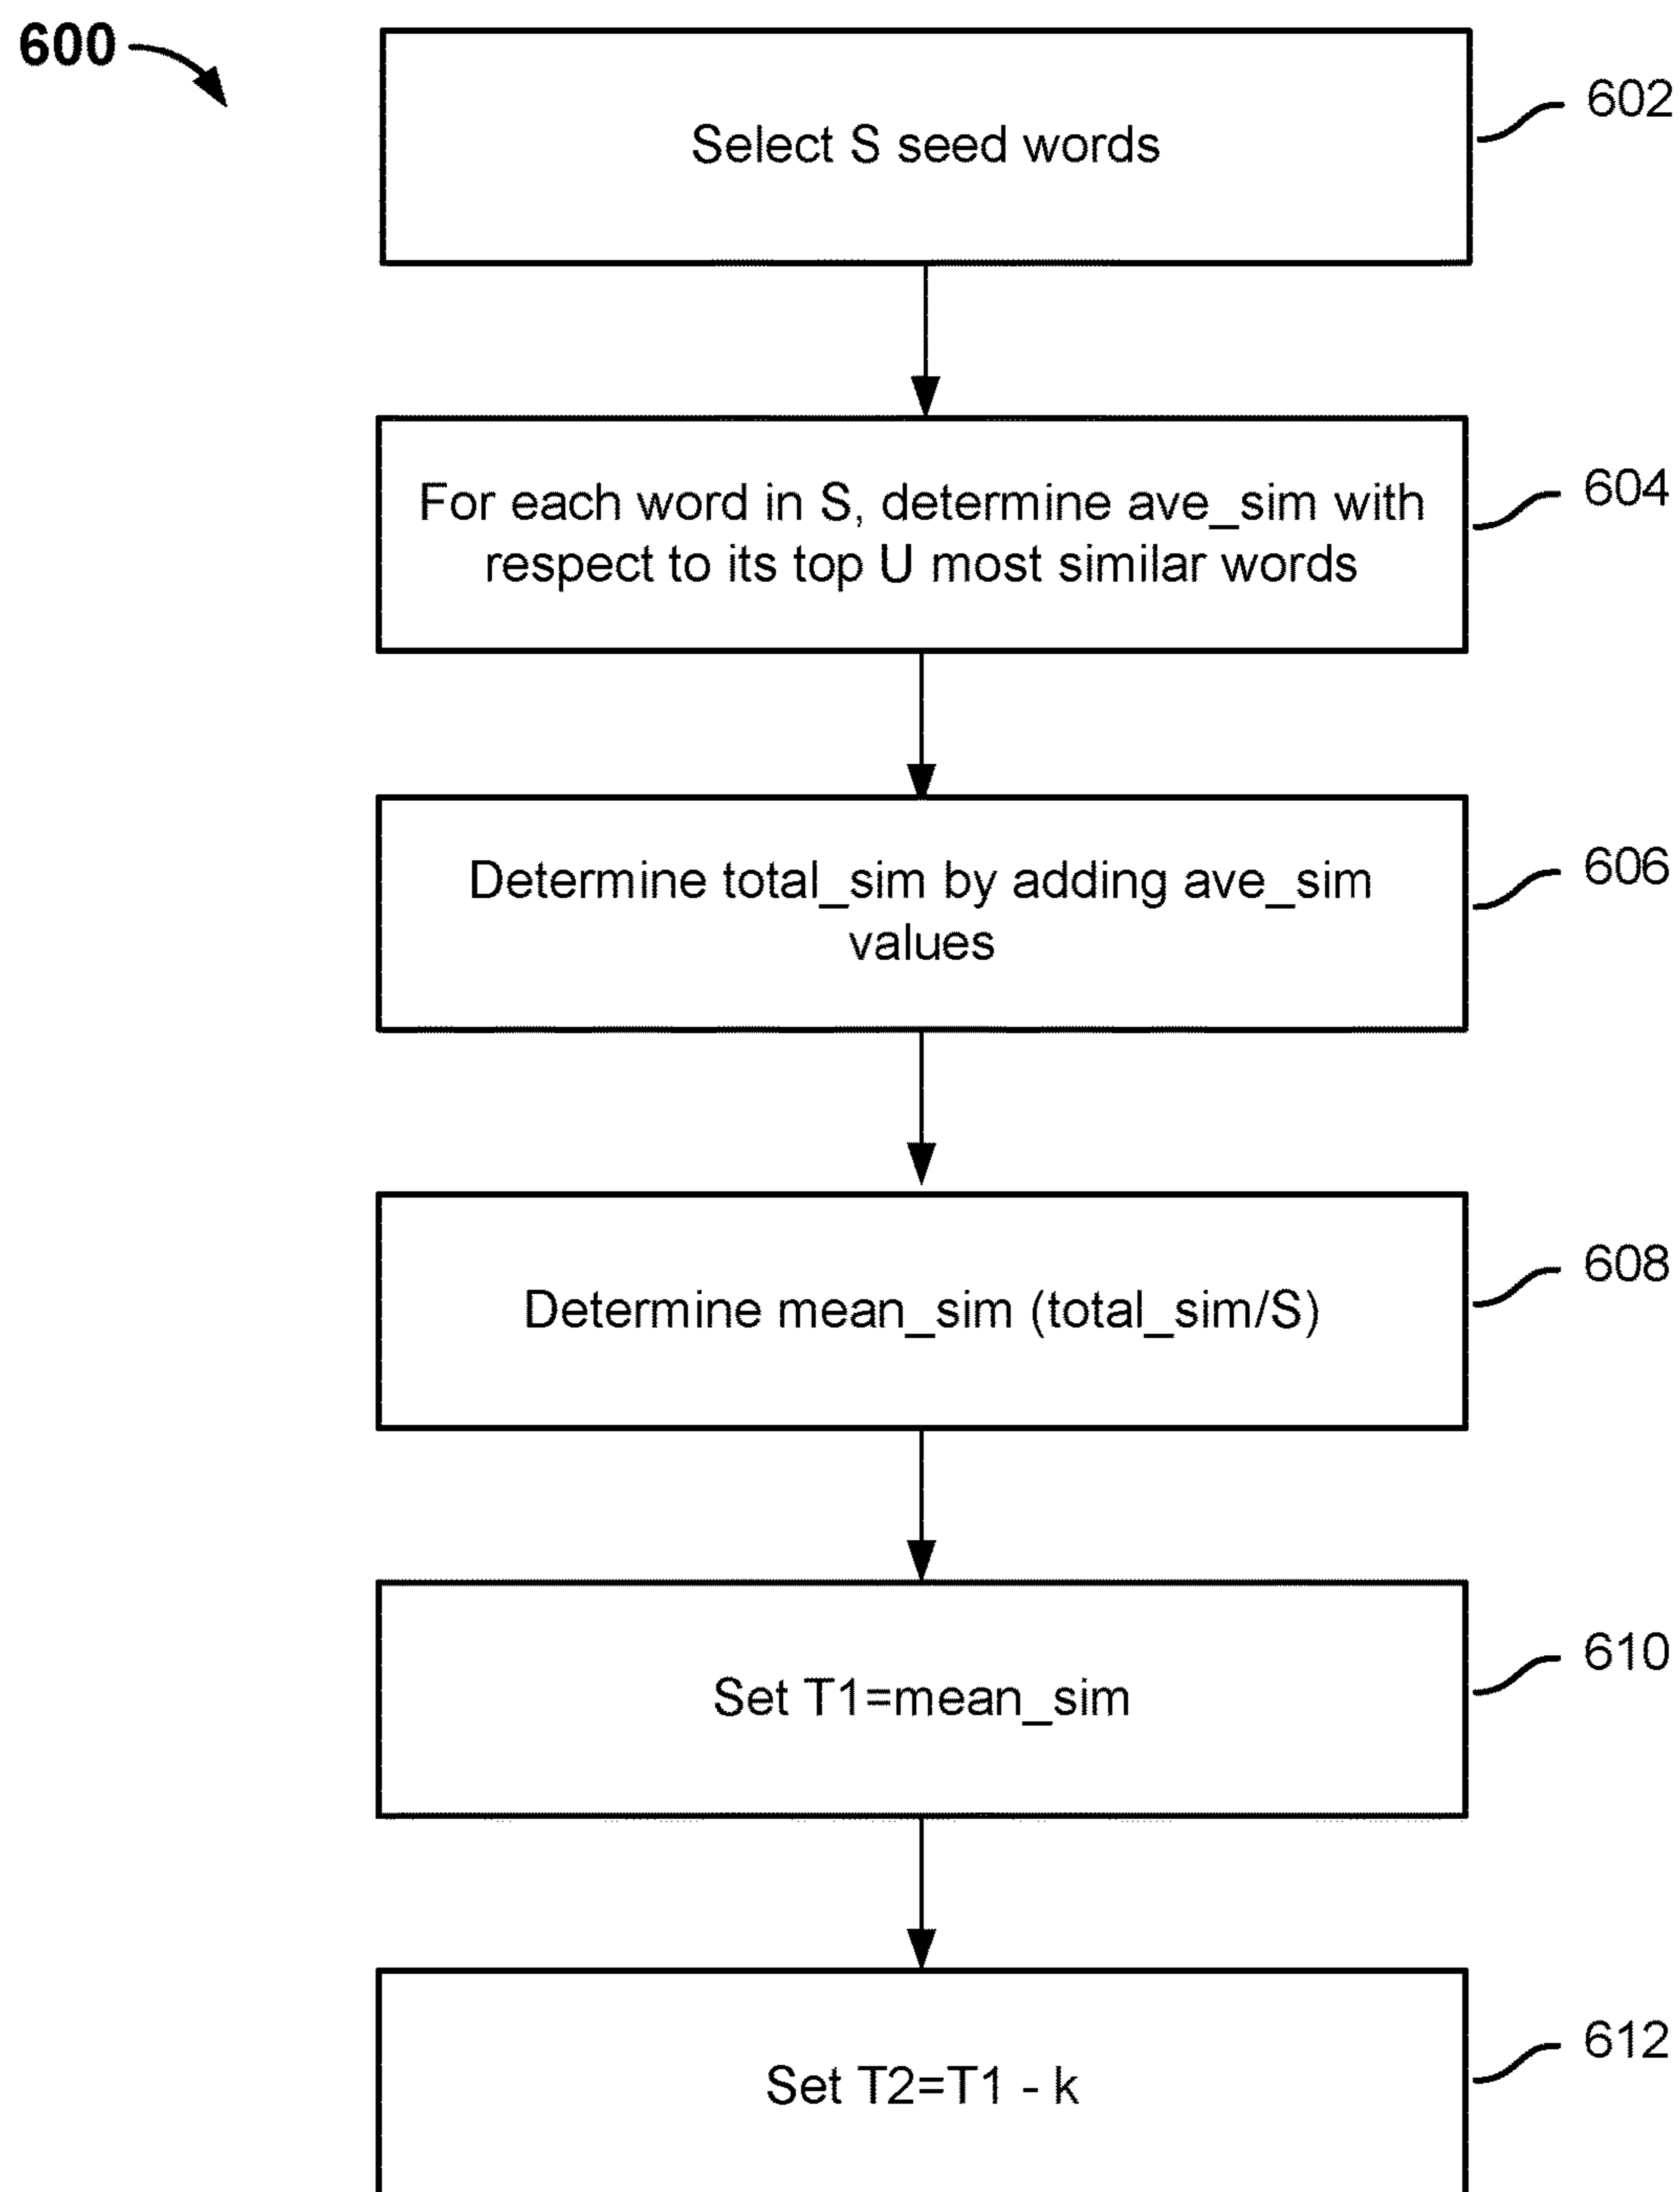 600
Select S seed words
602
For each word in S, determine ave_sim with
respect to its top U most similar words
604
Determine total_sim by adding ave_sim
values
606
Determine mean_sim (total_sim/S)
608
Set T1=mean_sim
610
Set T2=T1 - k
612